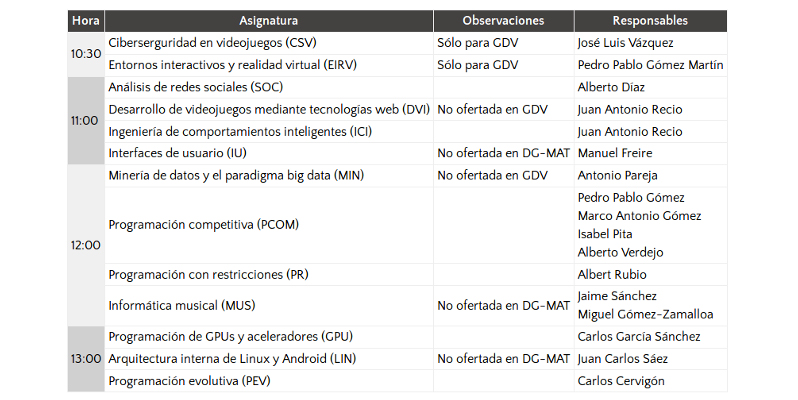 Hora Asignatura Observaciones Responsables
10:30
Ciberserguridad en videojuegos (CSV) Sólo para GDV José Luis Vázquez
Entornos interactivos y realidad virtual (EIRV) Sólo para GDV Pedro Pablo Gómez Martín
11:00
Análisis de redes sociales (SOC) Alberto Díaz
Desarrollo de videojuegos mediante tecnologías web (DVI) No ofertada en GDV Juan Antonio Recio
Ingeniería de comportamientos inteligentes (ICI) Juan Antonio Recio
Interfaces de usuario (IU) No ofertada en DG-MAT Manuel Freire
12:00
Minería de datos y el paradigma big data (MIN) No ofertada en GDV Antonio Pareja
Programación competitiva (PCOM) Pedro Pablo Gómez
Marco Antonio Gómez
Isabel Pita
Alberto Verdejo
Programación con restricciones (PR) Albert Rubio
Informática musical (MUS) No ofertada en DG-MAT Jaime Sánchez
Miguel Gómez-Zamalloa
13:00
Programación de GPUs y aceleradores (GPU) Carlos García Sánchez
Arquitectura interna de Linux y Android (LIN) No ofertada en DG-MAT Juan Carlos Sáez
Programación evolutiva (PEV) Carlos Cervigón